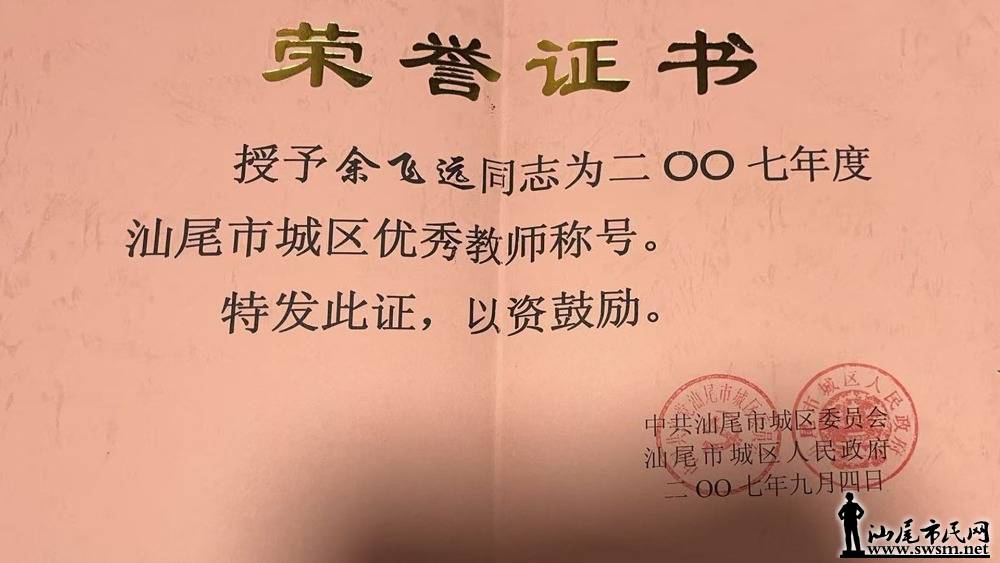 荣誉证书
授予余飞远同志为二〇〇七年度
汕尾市城区优秀教师称号。
特发此证，以资鼓励。
中共汕尾市城区委员会
汕尾市城区人民政府
二〇〇七年九月四日
汕尾市民网
www.swsm.net